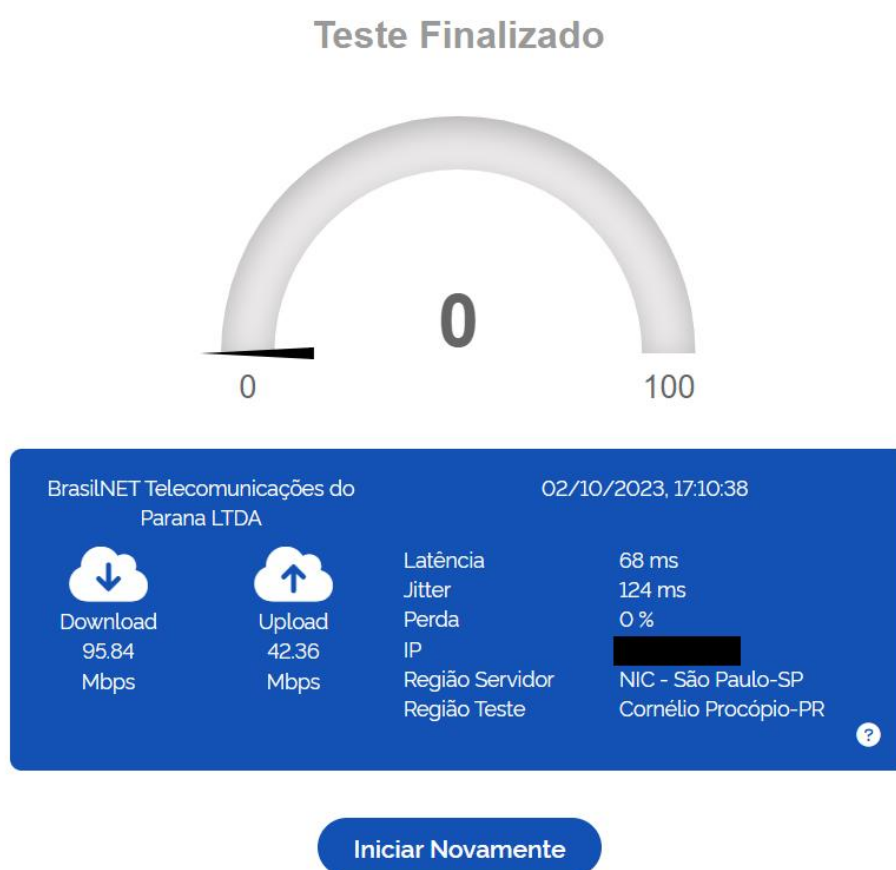 Teste Finalizado
0
0
100
BrasilNET Telecomunicações do
Parana LTDA
Download
95.84
Mbps
Upload
42.36
Mbps
02/10/2023, 17:10:38
Latência 68 ms
Jitter 124 ms
Perda 0 %
IP
Região Servidor NIC - São Paulo-SP
Região Teste Cornélio Procópio-PR
?
Iniciar Novamente